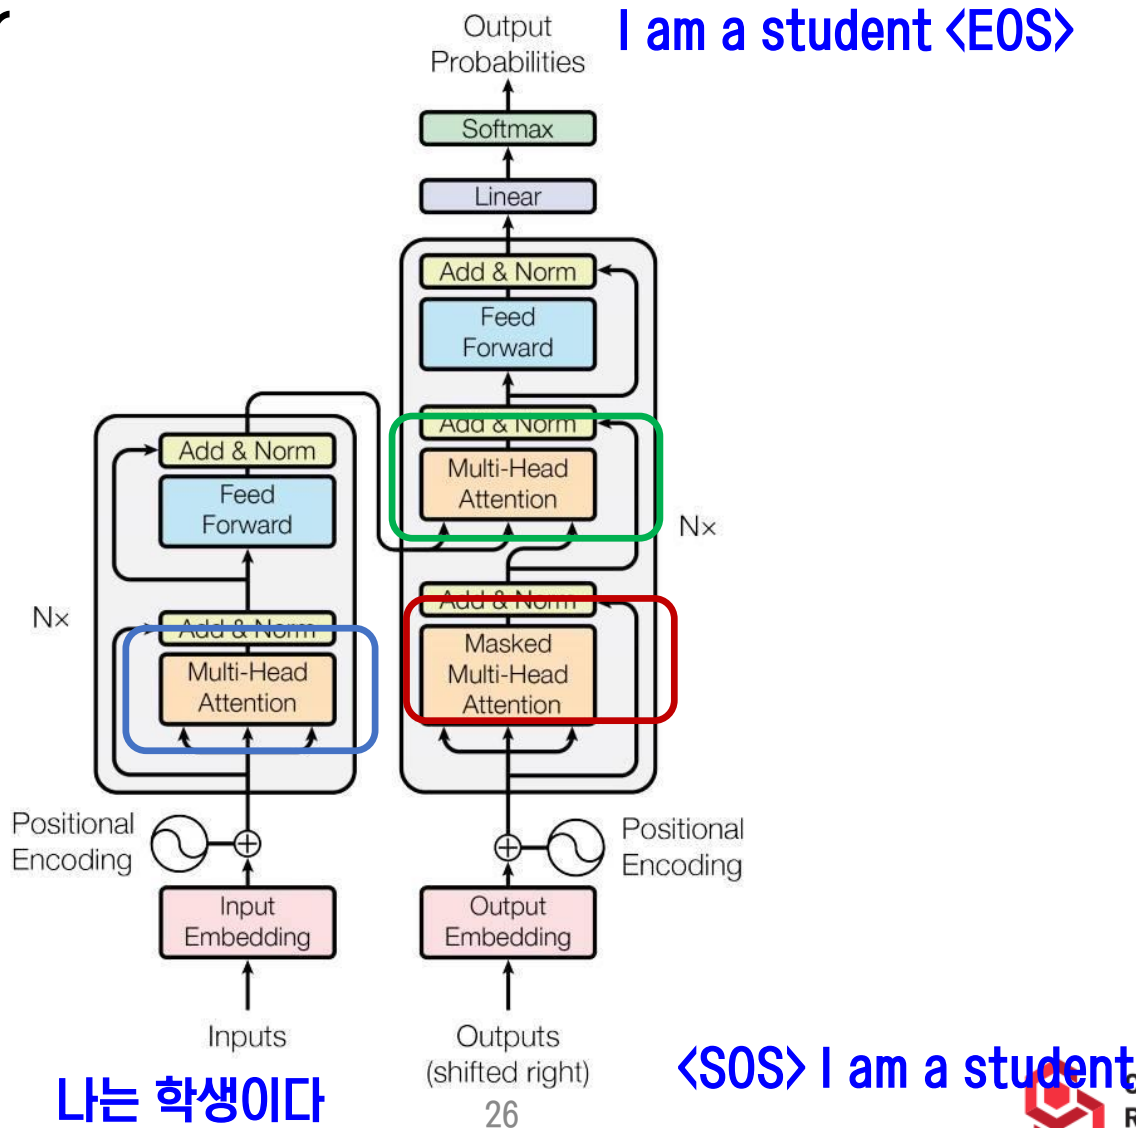 r
I am a student <EOS>
Output
Probabilities
Softmax
Linear
Add & Norm
Feed
Forward
Add & Norm
Multi-Head
Attention
Nx
Add & Norm
Masked
Multi-Head
Attention
Add & Norm
Feed
Forward
Nx
Add & Norm
Multi-Head
Attention
Positional
Encoding
Positional
Encoding
Input
Embedding
Output
Embedding
Inputs
Outputs
(shifted right)
나는 학생이다
<SOS> I am a student
26
R